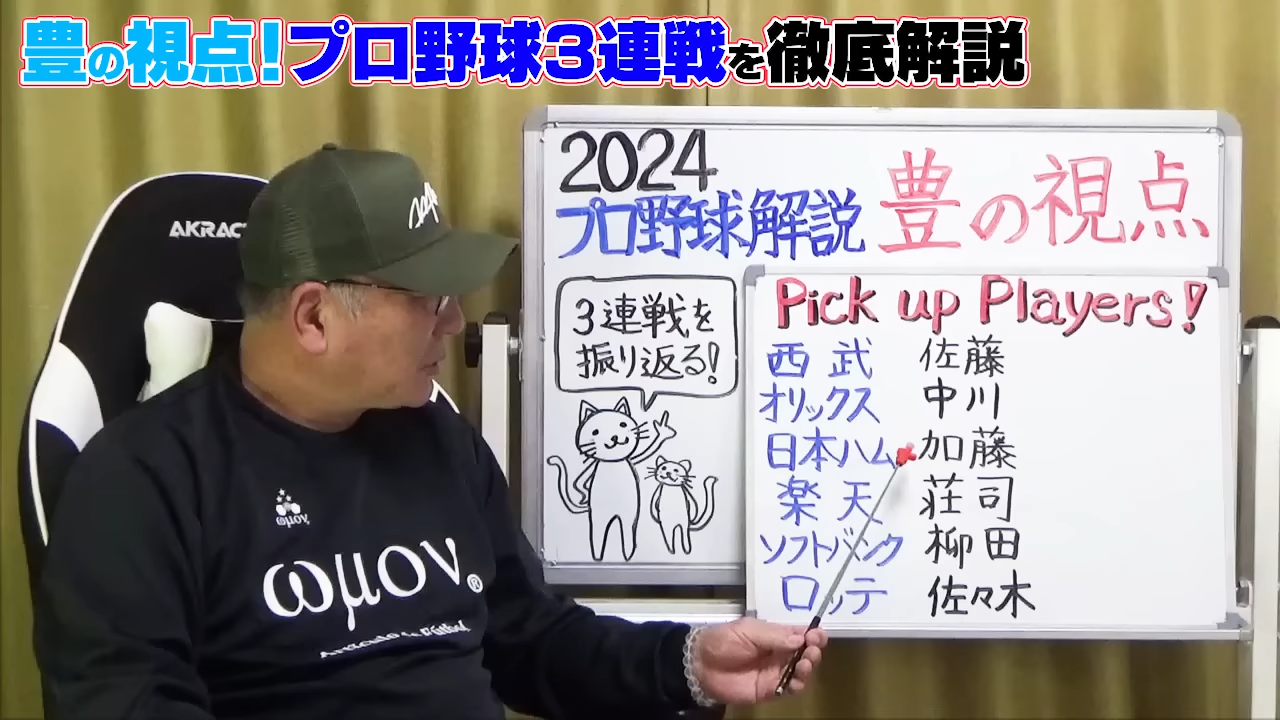 豊の視点!プロ野球3連戦を徹底解説
2024
プロ野球解説 豊の視点
3連戦を
振り返る!
Pick up Players!
西武 佐藤
オリックス 中川
日本ハム 加藤
楽天 荘司
ソフトバンク 柳田
ロッテ 佐々木
AKRAC
ωμον
ωμον®